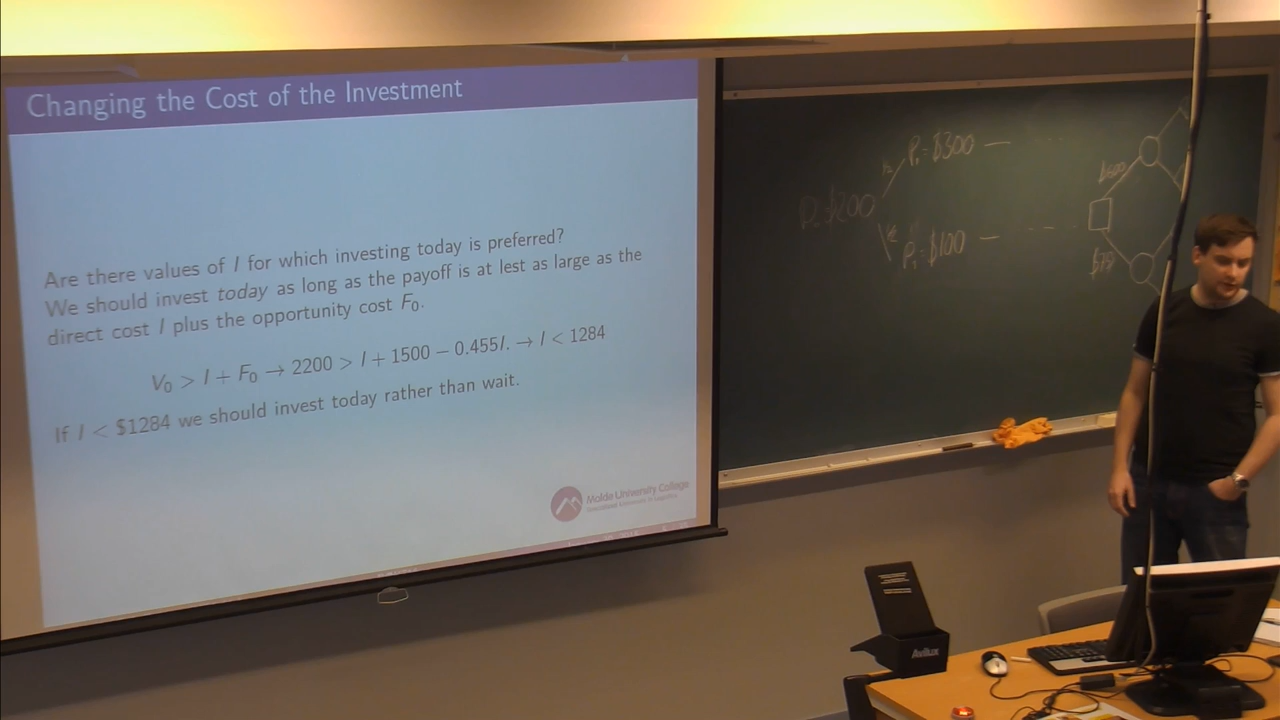 Changing the Cost of the Investment
Are there values of I for which investing today is preferred?
We should invest today as long as the payoff is at lest as large as the
direct cost I plus the opportunity cost F₀.
V₀ > I + F₀ → 2200 > I + 1500 − 0.455I. → I < 1284
If I < $1284 we should invest today rather than wait.
Molde University College
P₁ = $300
P₁ = $100
1/2
Avilux